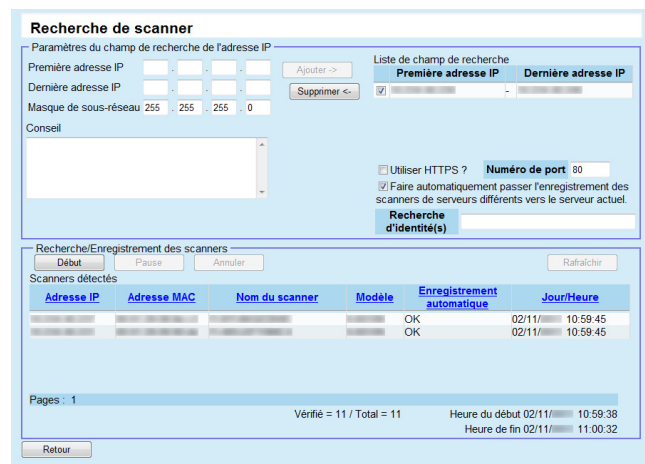 Recherche de scanner
Paramètres du champ de recherche de l'adresse IP
Première adresse IP . . .
Ajouter ->
Liste de champ de recherche
Première adresse IP Dernière adresse IP
Dernière adresse IP . . .
Supprimer <-
-
Masque de sous-réseau 255 . 255 . 255 . 0
Conseil
Utiliser HTTPS ? Numéro de port 80
Faire automatiquement passer l'enregistrement des
scanners de serveurs différents vers le serveur actuel.
Recherche
d'identité(s)
Recherche/Enregistrement des scanners
Début Pause Annuler Rafraîchir
Scanners détectés
Adresse IP Adresse MAC Nom du scanner Modèle Enregistrement automatique Jour/Heure
OK 02/11/ 10:59:45
OK 02/11/ 10:59:45
Pages : 1
Vérifié = 11 / Total = 11 Heure du début 02/11/ 10:59:38
Heure de fin 02/11/ 11:00:32
Retour